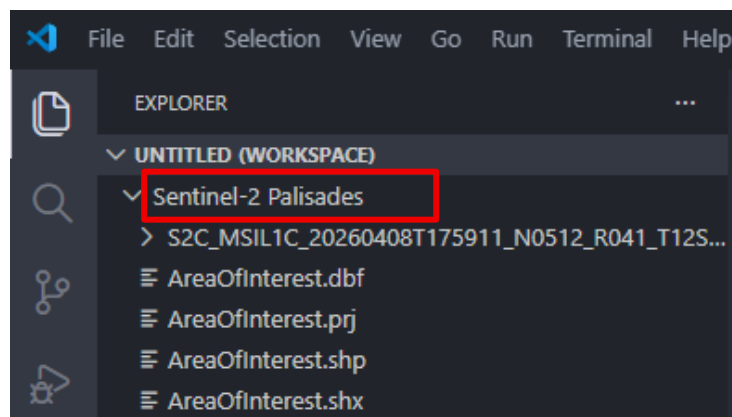 File Edit Selection View Go Run Terminal Help
EXPLORER
UNTITLED (WORKSPACE)
Sentinel-2 Palisades
S2C_MSIL1C_20260408T175911_N0512_R041_T12S...
AreaOfInterest.dbf
AreaOfInterest.prj
AreaOfInterest.shp
AreaOfInterest.shx